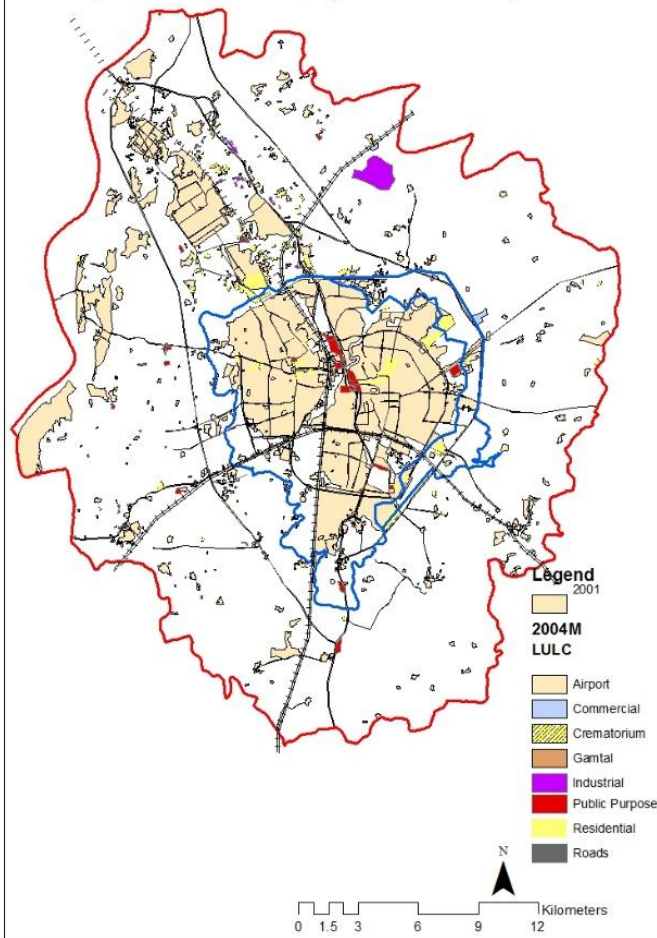 Legend
2001
2004M
LULC
Airport
Commercial
Crematorium
Gamtal
Industrial
Public Purpose
Residential
Roads
N
Kilometers
0 1.5 3 6 9 12